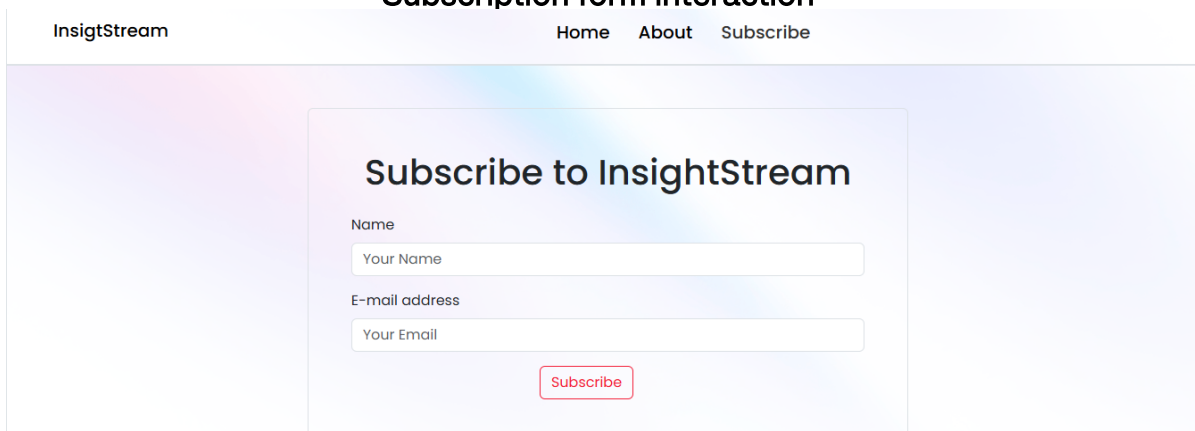 Subscription form interaction
InsigtStream Home About Subscribe
Subscribe to InsightStream
Name
Your Name
E-mail address
Your Email
Subscribe